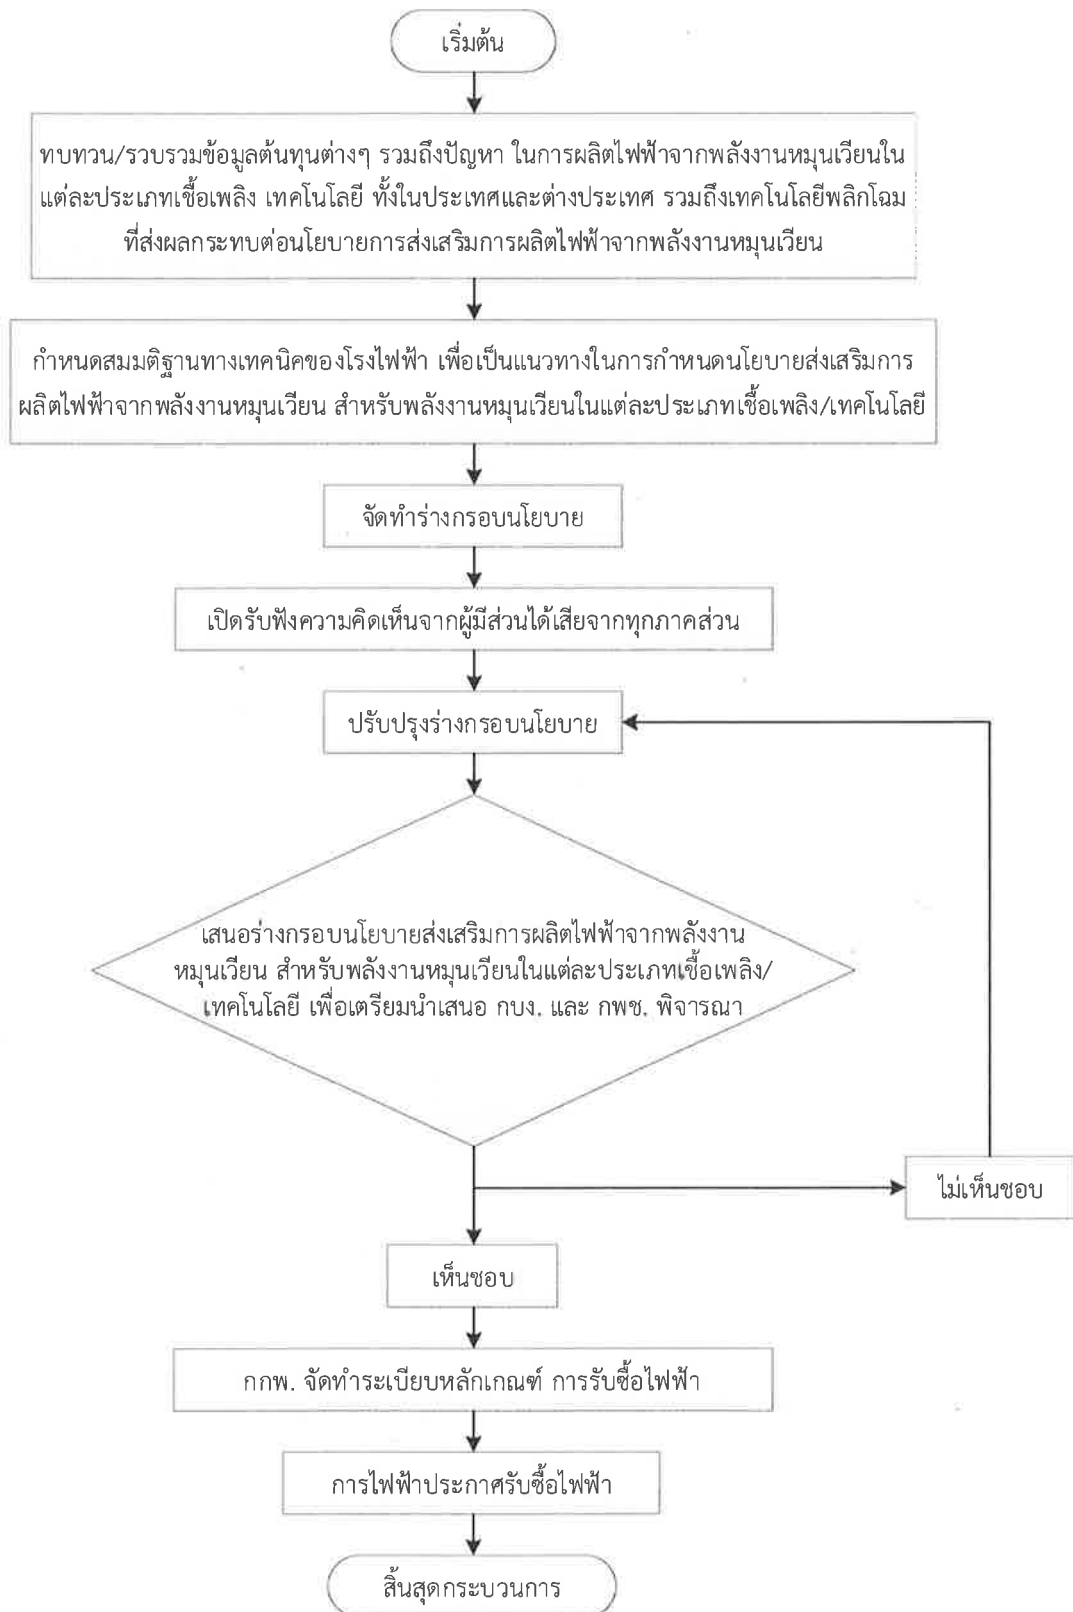 เริ่มต้น
ทบทวน/รวบรวมข้อมูลต้นทุนต่างๆ รวมถึงปัญหา ในการผลิตไฟฟ้าจากพลังงานหมุนเวียนใน
แต่ละประเภทเชื้อเพลิง เทคโนโลยี ทั้งในประเทศและต่างประเทศ รวมถึงเทคโนโลยีพลิกโฉม
ที่ส่งผลกระทบต่อนโยบายการส่งเสริมการผลิตไฟฟ้าจากพลังงานหมุนเวียน
กำหนดสมมติฐานทางเทคนิคของโรงไฟฟ้า เพื่อเป็นแนวทางในการกำหนดนโยบายส่งเสริมการ
ผลิตไฟฟ้าจากพลังงานหมุนเวียน สำหรับพลังงานหมุนเวียนในแต่ละประเภทเชื้อเพลิง/เทคโนโลยี
จัดทำร่างกรอบนโยบาย
เปิดรับฟังความคิดเห็นจากผู้มีส่วนได้เสียจากทุกภาคส่วน
ปรับปรุงร่างกรอบนโยบาย
เสนอร่างกรอบนโยบายส่งเสริมการผลิตไฟฟ้าจากพลังงาน
หมุนเวียน สำหรับพลังงานหมุนเวียนในแต่ละประเภทเชื้อเพลิง/
เทคโนโลยี เพื่อเตรียมนำเสนอ กบง. และ กพช. พิจารณา
ไม่เห็นชอบ
เห็นชอบ
กกพ. จัดทำระเบียบหลักเกณฑ์ การรับซื้อไฟฟ้า
การไฟฟ้าประกาศรับซื้อไฟฟ้า
สิ้นสุดกระบวนการ